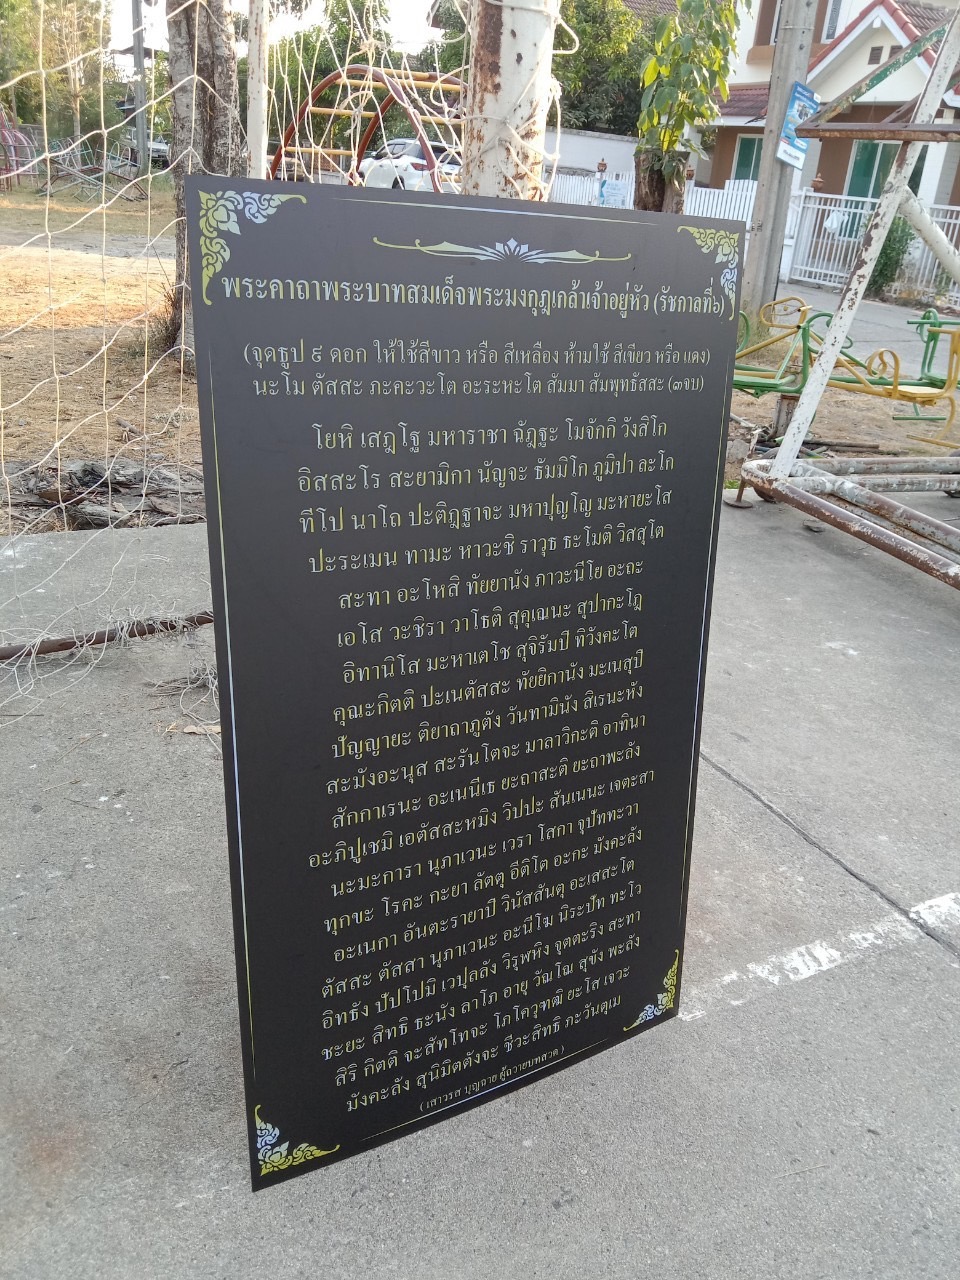 พระคาถาพระบาทสมเด็จพระมงกุฎเกล้าเจ้าอยู่หัว (รัชกาลที่๖)
(จุดธูป ๙ ดอก ให้ใช้สีขาว หรือ สีเหลือง ห้ามใช้ สีเขียว หรือ แดง)
นะโม ตัสสะ ภะคะวะโต อะระหะโต สัมมา สัมพุทธัสสะ (๓จบ)
โยหิ เสฎโฐ มหาราชา ฉัฎฐะ โมจักกิ วังสิโก
อิสสะโร สะยามิกา นัญจะ ธัมมิโก ภูมิปา ละโก
ทีโป นาโถ ปะติฎฐาจะ มหาปุญโญ มะหายะโส
ปะระเมน ทามะ หาวะชิ ราวุธ ธะโมติ วิสสุโต
สะทา อะโหสิ ทัยยานัง ภาวะนีโย อะถะ
เอโส วะชิรา วาโธติ สุคุเณนะ สุปากะโฎ
อิทานิโส มะหาเตโช สุจิรัมปิ ทิวังคะโต
คุณะกิตติ ปะเนตัสสะ ทัยยิกานัง มะเนสุปิ
ปัญญายะ ติยาถาภูตัง วันทามินัง สิเรนะหัง
สะมังอะนุส สะรันโตจะ มาลาวิกะติ อาทินา
สักกาเรนะ อะเนนีเธ ยะถาสะติ ยะถาพะลัง
อะภิปูเชมิ เอตัสสะหมิง วิปปะ สันเนนะ เจตะสา
นะมะการา นุภาเวนะ เวรา โสกา จุปัททะวา
ทุกขะ โรคะ กะยา ลัตตุ อีติโต อะกะ มังคะลัง
อะเนกา อันตะรายาปิ วินัสสันตุ อะเสสะโต
ตัสสะ ตัสสา นุภาเวนะ อะนีโฆ นิระปัท ทะโว
อิทธัง ปัปโปมิ เวปุลลัง วิรุฬหิง จุตตะริง สะทา
ชะยะ สิทธิ ธะนัง ลาโภ อายุ วัณโณ สุขัง พะลัง
สิริ กิตติ จะสัทโทจะ โภโควุฑฒิ ยะโส เจวะ
มังคะลัง สุนิมิตตังจะ ชีวะสิทธิ ภะวันตุเม
(เสาวรส บุญฉาย ผู้ถวายบทสวด)